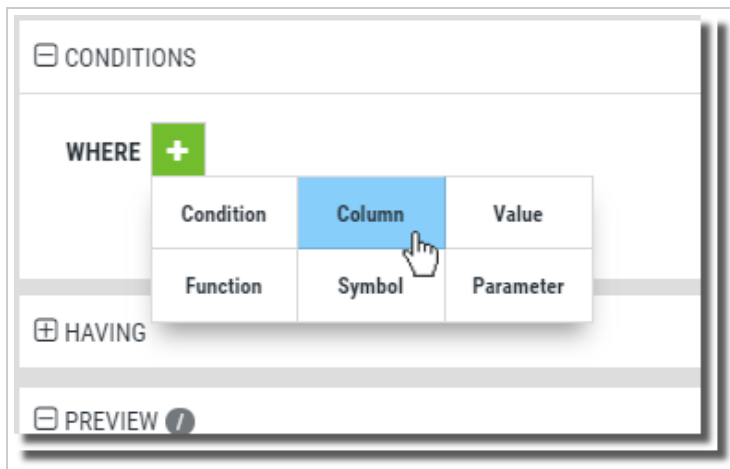 CONDITIONS
WHERE +
Condition Column Value
Function Symbol Parameter
HAVING
PREVIEW